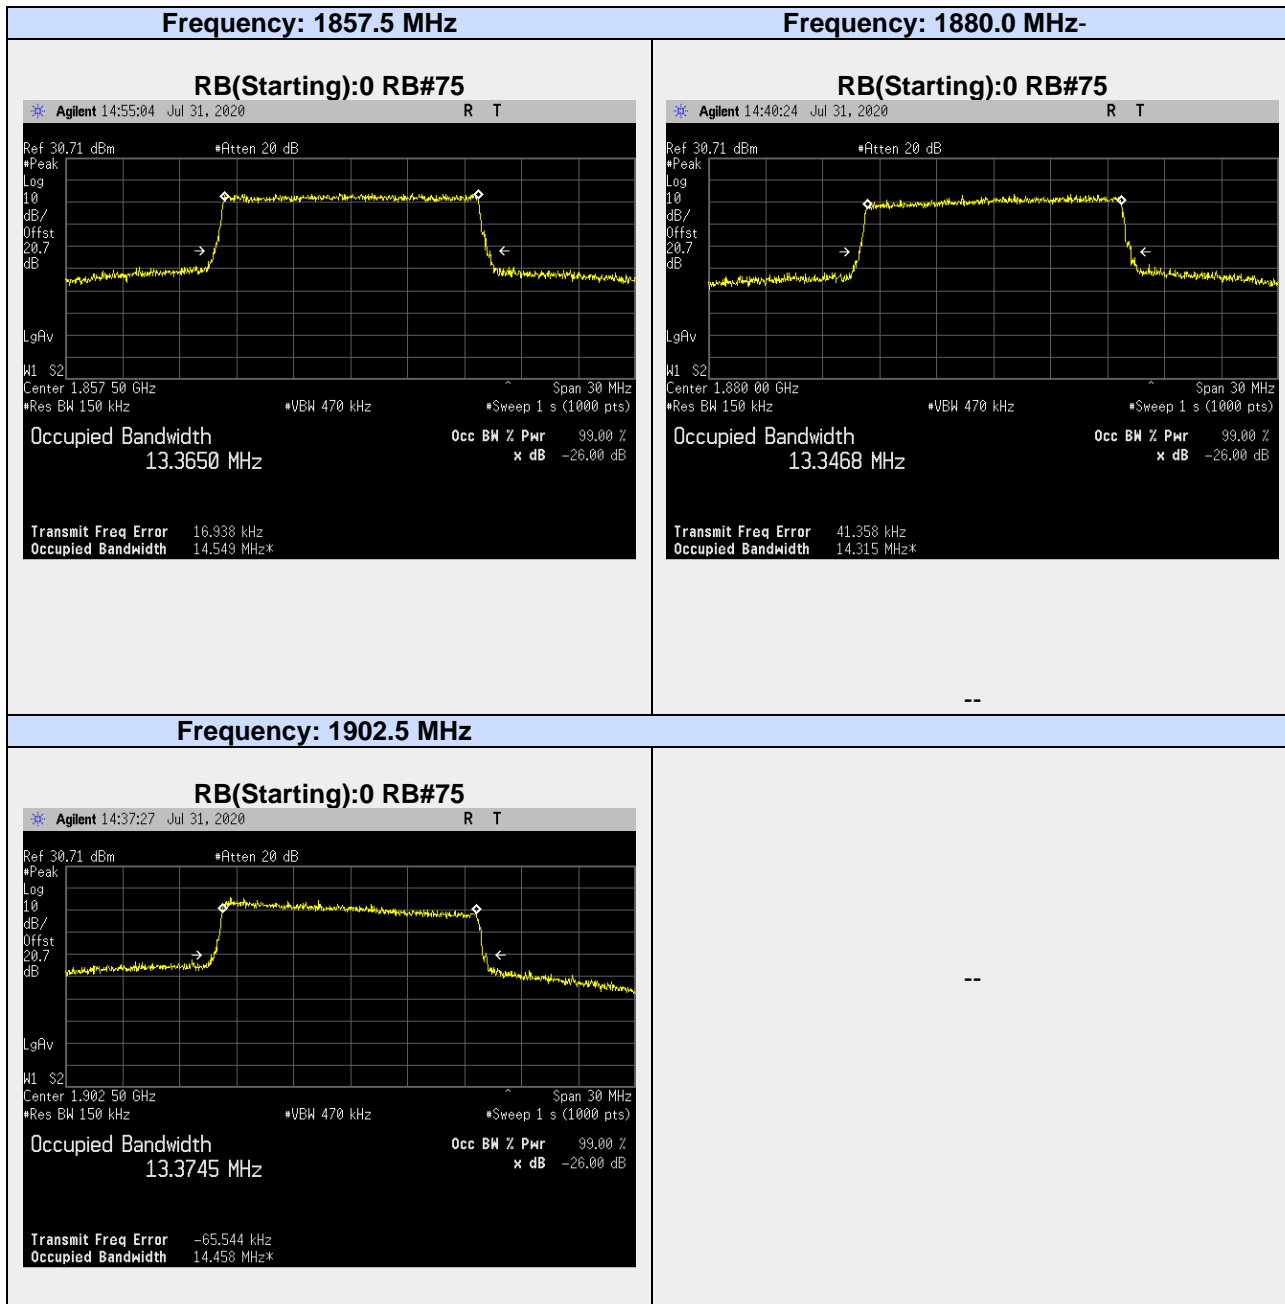 Frequency: 1857.5 MHz
RB(Starting):0 RB#75
Agilent 14:55:04 Jul 31, 2020 R T
Ref 30.71 dBm #Atten 20 dB
#Peak
Log
10
dB/
Offst
20.7
dB
LgAv
W1 S2
Center 1.857 50 GHz ^ Span 30 MHz
#Res BW 150 kHz #VBW 470 kHz #Sweep 1 s (1000 pts)
Occupied Bandwidth Occ BW % Pwr 99.00 %
13.3650 MHz x dB -26.00 dB
Transmit Freq Error 16.938 kHz
Occupied Bandwidth 14.549 MHz*
Frequency: 1880.0 MHz-
RB(Starting):0 RB#75
Agilent 14:40:24 Jul 31, 2020 R T
Ref 30.71 dBm #Atten 20 dB
#Peak
Log
10
dB/
Offst
20.7
dB
LgAv
W1 S2
Center 1.880 00 GHz ^ Span 30 MHz
#Res BW 150 kHz #VBW 470 kHz #Sweep 1 s (1000 pts)
Occupied Bandwidth Occ BW % Pwr 99.00 %
13.3468 MHz x dB -26.00 dB
Transmit Freq Error 41.358 kHz
Occupied Bandwidth 14.315 MHz*
--
Frequency: 1902.5 MHz
RB(Starting):0 RB#75
Agilent 14:37:27 Jul 31, 2020 R T
Ref 30.71 dBm #Atten 20 dB
#Peak
Log
10
dB/
Offst
20.7
dB
LgAv
W1 S2
Center 1.902 50 GHz ^ Span 30 MHz
#Res BW 150 kHz #VBW 470 kHz #Sweep 1 s (1000 pts)
Occupied Bandwidth Occ BW % Pwr 99.00 %
13.3745 MHz x dB -26.00 dB
Transmit Freq Error -65.544 kHz
Occupied Bandwidth 14.458 MHz*
--